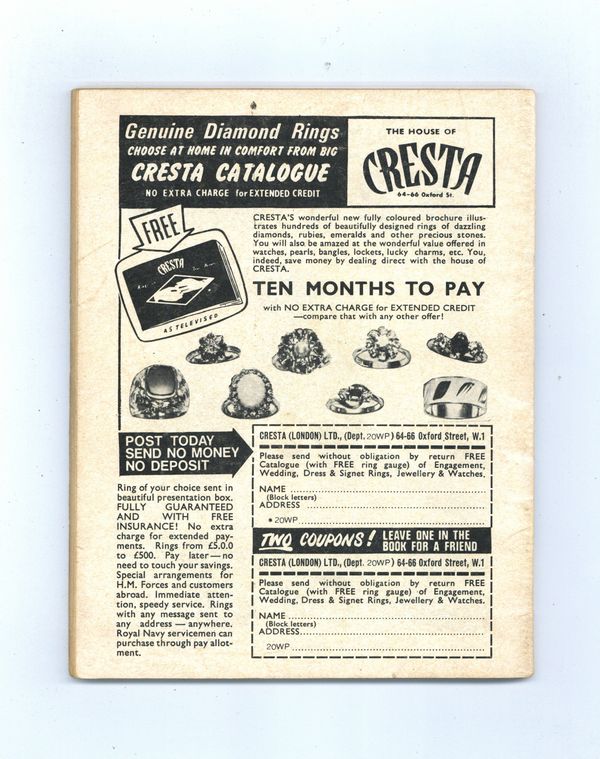 Genuine Diamond Rings
CHOOSE AT HOME IN COMFORT FROM BIG
CRESTA CATALOGUE
NO EXTRA CHARGE for EXTENDED CREDIT
THE HOUSE OF
CRESTA
64-66 Oxford St.
FREE
CRESTA
AS TELEVISED
CRESTA'S wonderful new fully coloured brochure illus-
trates hundreds of beautifully designed rings of dazzling
diamonds, rubies, emeralds and other precious stones.
You will also be amazed at the wonderful value offered in
watches, pearls, bangles, lockets, lucky charms, etc. You,
indeed, save money by dealing direct with the house of
CRESTA.
TEN MONTHS TO PAY
with NO EXTRA CHARGE for EXTENDED CREDIT
—compare that with any other offer!
POST TODAY
SEND NO MONEY
NO DEPOSIT
Ring of your choice sent in
beautiful presentation box.
FULLY GUARANTEED
AND WITH FREE
INSURANCE! No extra
charge for extended pay-
ments. Rings from £5.0.0
to £500. Pay later—no
need to touch your savings.
Special arrangements for
H.M. Forces and customers
abroad. Immediate atten-
tion, speedy service. Rings
with any message sent to
any address — anywhere.
Royal Navy servicemen can
purchase through pay allot-
ment.
CRESTA (LONDON) LTD., (Dept. 20WP) 64-66 Oxford Street, W.1
Please send without obligation by return FREE
Catalogue (with FREE ring gauge) of Engagement,
Wedding, Dress & Signet Rings, Jewellery & Watches.
NAME
(Block letters)
ADDRESS
• 20WP
TWO COUPONS! LEAVE ONE IN THE
BOOK FOR A FRIEND
CRESTA (LONDON) LTD., (Dept. 20WP) 64-66 Oxford Street, W.1
Please send without obligation by return FREE
Catalogue (with FREE ring gauge) of Engagement,
Wedding, Dress & Signet Rings, Jewellery & Watches.
NAME
(Block letters)
ADDRESS
20WP